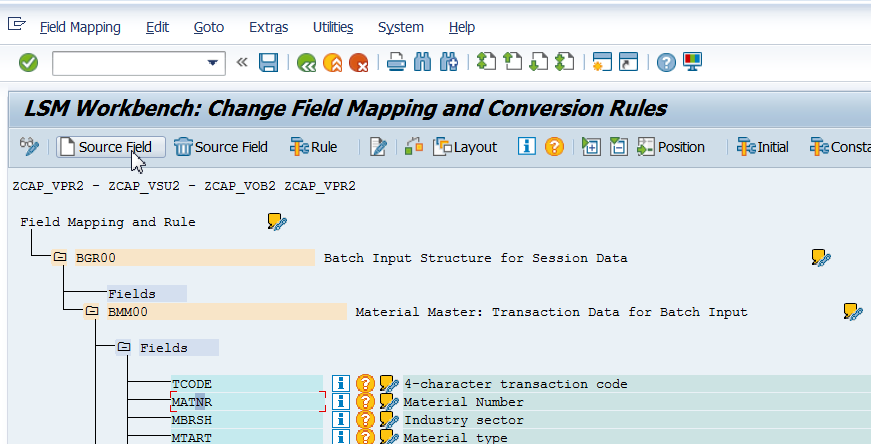 Field Mapping Edit Goto Extras Utilities System Help
LSM Workbench: Change Field Mapping and Conversion Rules
Source Field Source Field Rule Layout Position Initial
ZCAP_VPR2 - ZCAP_VSU2 - ZCAP_VOB2 ZCAP_VPR2
Field Mapping and Rule
BGR00 Batch Input Structure for Session Data
Fields
BMM00 Material Master: Transaction Data for Batch Input
Fields
TCODE 4-character transaction code
MATNR Material Number
MBRSH Industry sector
MTART Material type